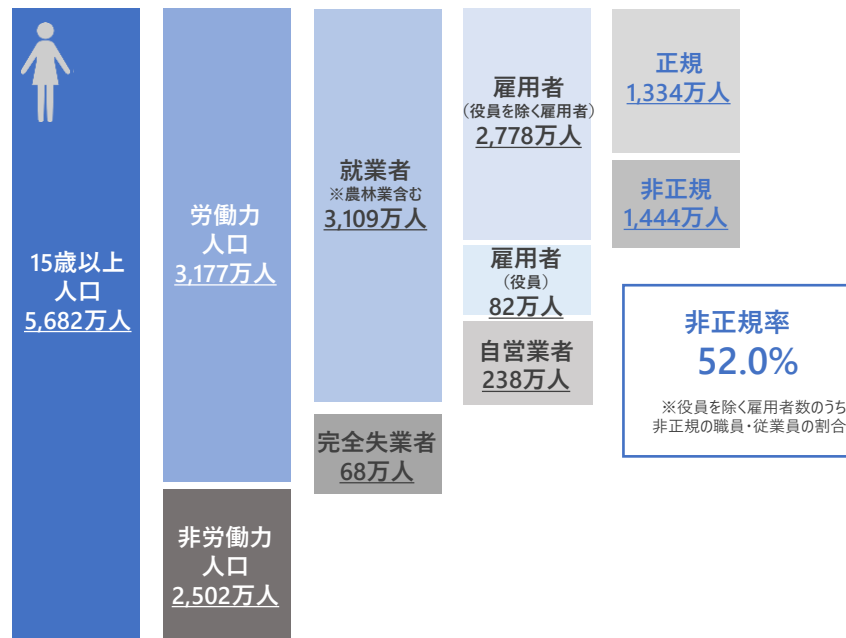 15歳以上
人口
5,682万人
労働力
人口
3,177万人
非労働力
人口
2,502万人
就業者
※農林業含む
3,109万人
完全失業者
68万人
雇用者
(役員を除く雇用者)
2,778万人
雇用者
(役員)
82万人
自営業者
238万人
正規
1,334万人
非正規
1,444万人
非正規率
52.0%
※役員を除く雇用者数のうち
非正規の職員・従業員の割合